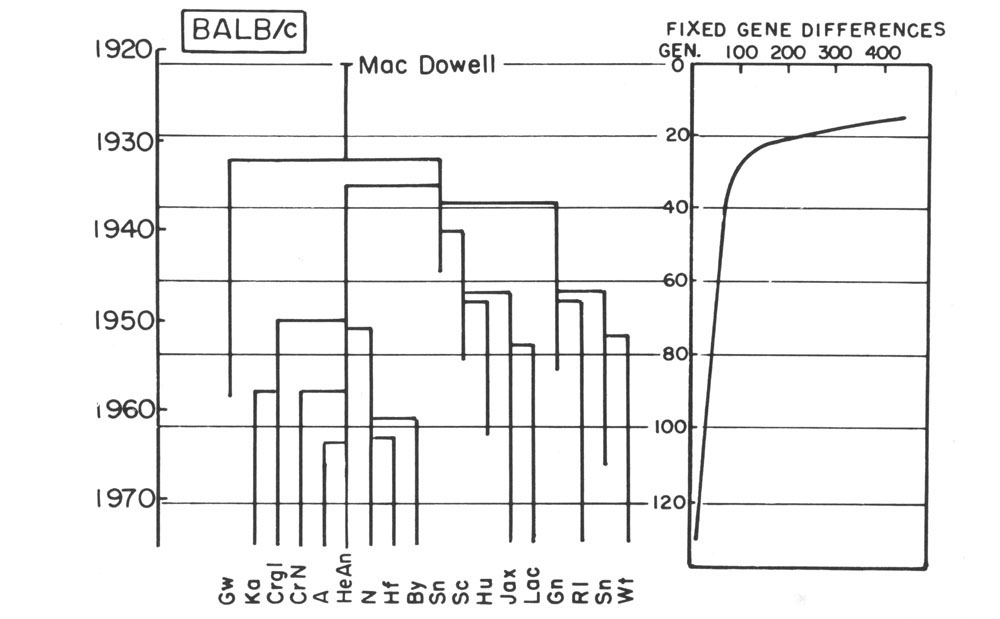 BALB/c
FIXED GENE DIFFERENCES
GEN. 100 200 300 400
1920
Mac Dowell
0
1930
20
40
1940
60
1950
80
1960
100
1970
120
Gw
Ka
Crgl
CrN
A
HeAn
N
Hf
By
Sn
Sc
Hu
Jax
Lac
Gn
Rl
Sn
Wt